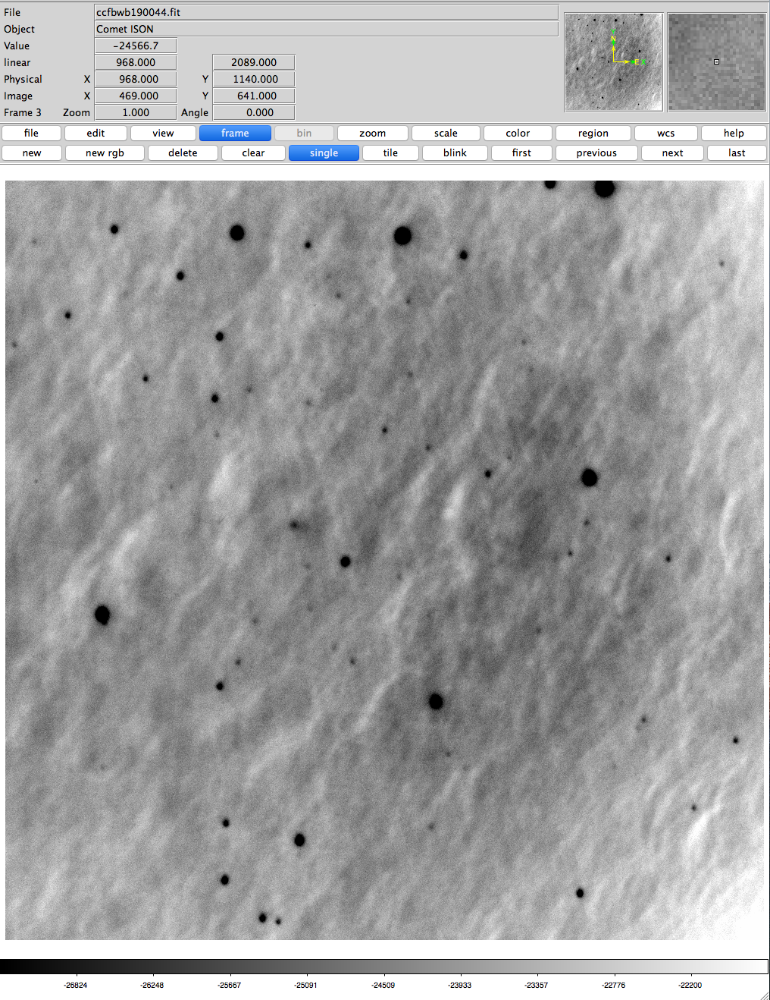 File ccfbwb190044.fit
Object Comet ISON
Value -24566.7
linear 968.000 2089.000
Physical X 968.000 Y 1140.000
Image X 469.000 Y 641.000
Frame 3 Zoom 1.000 Angle 0.000
N
E
file edit view frame bin zoom scale color region wcs help
new new rgb delete clear single tile blink first previous next last
-26824 -26248 -25667 -25091 -24509 -23933 -23357 -22776 -22200